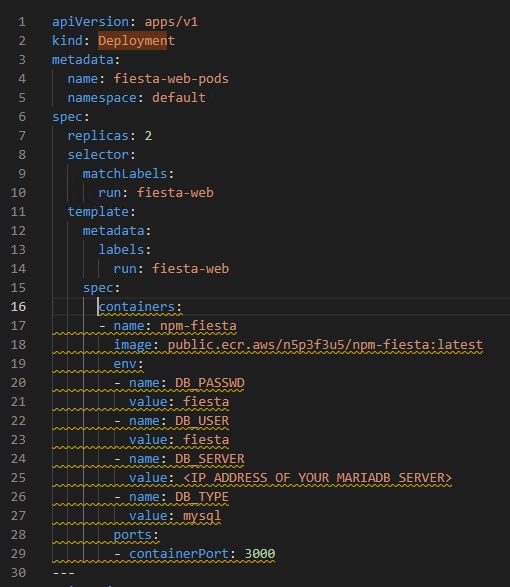 1 apiVersion: apps/v1
2 kind: Deployment
3 metadata:
4   name: fiesta-web-pods
5   namespace: default
6 spec:
7   replicas: 2
8   selector:
9     matchLabels:
10       run: fiesta-web
11   template:
12     metadata:
13       labels:
14         run: fiesta-web
15     spec:
16       containers:
17       - name: npm-fiesta
18         image: public.ecr.aws/n5p3f3u5/npm-fiesta:latest
19         env:
20         - name: DB_PASSWD
21           value: fiesta
22         - name: DB_USER
23           value: fiesta
24         - name: DB_SERVER
25           value: <IP ADDRESS OF YOUR MARIADB SERVER>
26         - name: DB_TYPE
27           value: mysql
28         ports:
29         - containerPort: 3000
30 ---